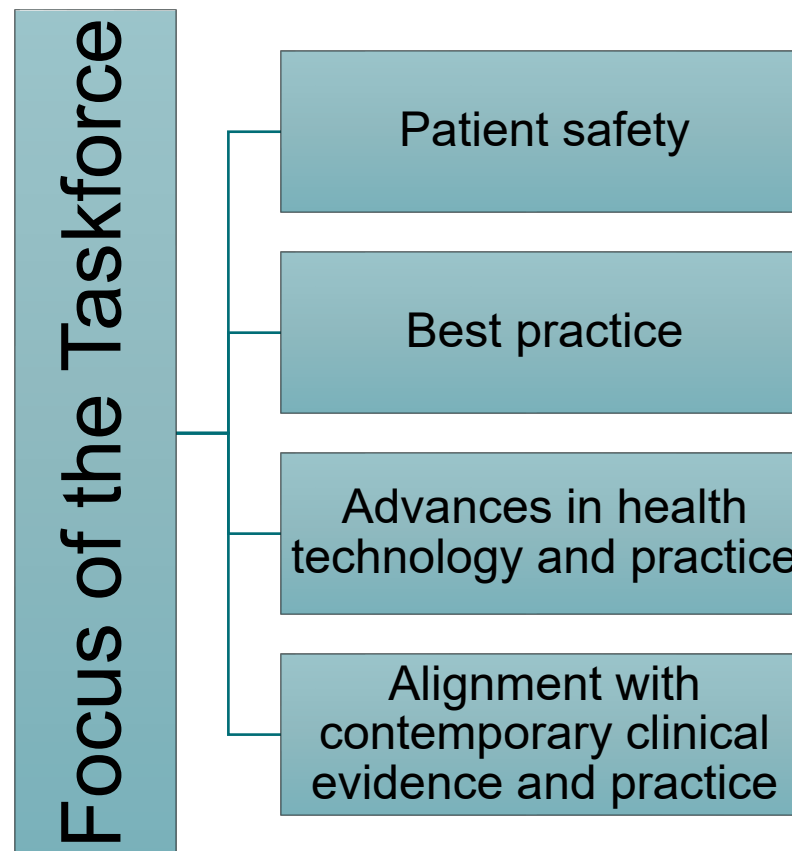 Focus of the Taskforce
Patient safety
Best practice
Advances in health
technology and practice
Alignment with
contemporary clinical
evidence and practice